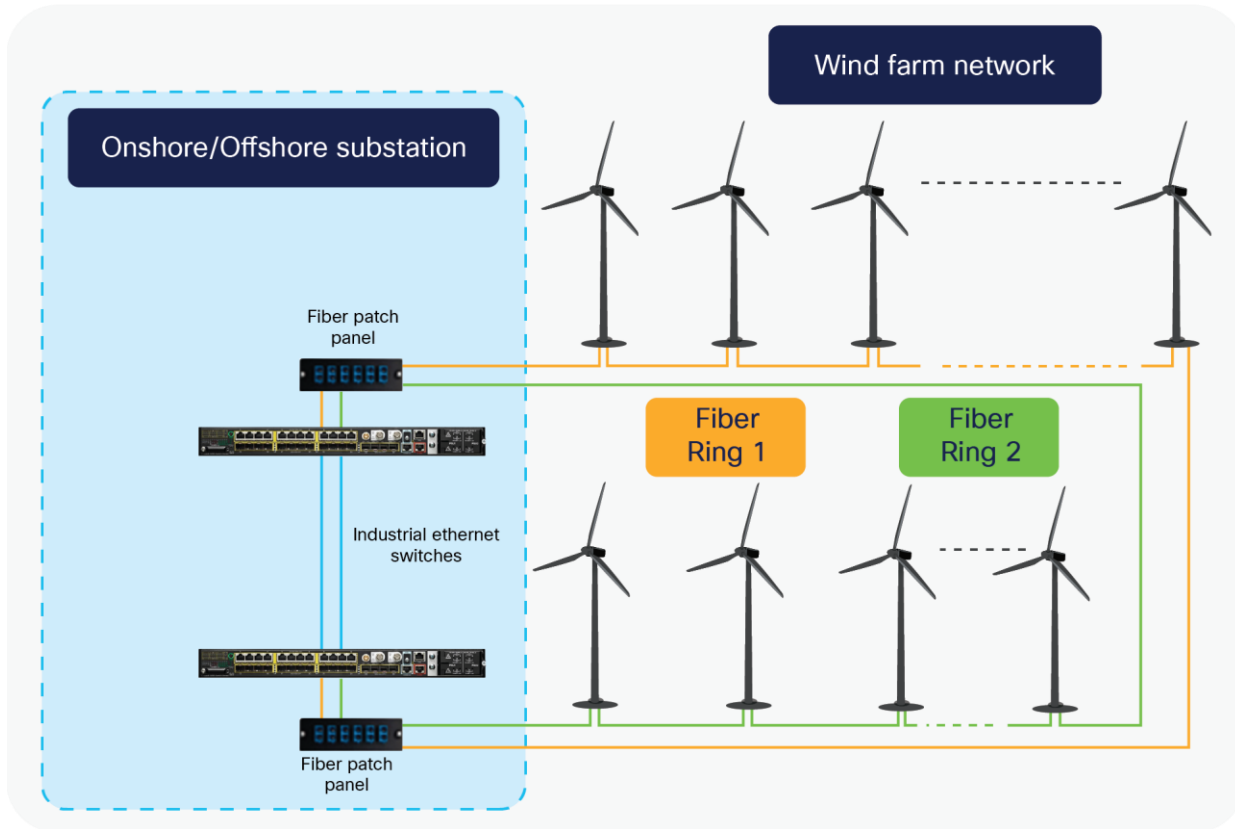 Wind farm network
Onshore/Offshore substation
Fiber patch
panel
Fiber
Ring 1
Fiber
Ring 2
Industrial ethernet
switches
Fiber patch
panel